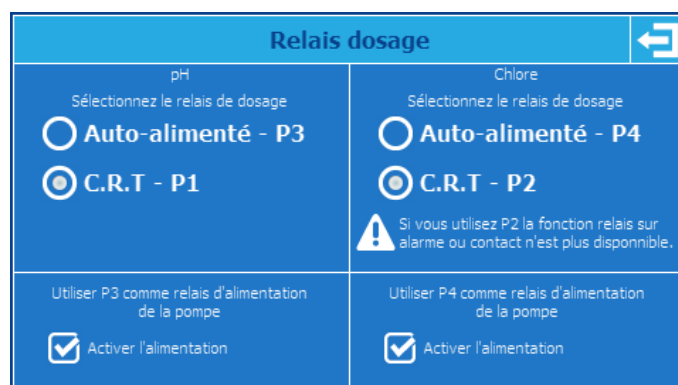 Relais dosage
pH
Sélectionnez le relais de dosage
Auto-alimenté - P3
C.R.T - P1
Chlore
Sélectionnez le relais de dosage
Auto-alimenté - P4
C.R.T - P2
Si vous utilisez P2 la fonction relais sur
alarme ou contact n'est plus disponnible.
Utiliser P3 comme relais d'alimentation
de la pompe
Activer l'alimentation
Utiliser P4 comme relais d'alimentation
de la pompe
Activer l'alimentation